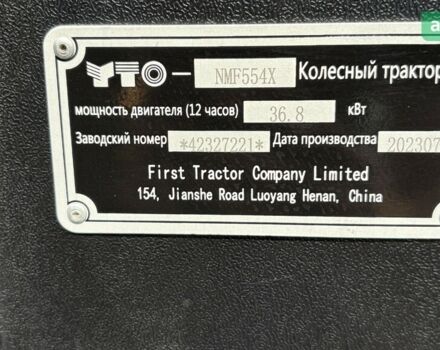 YTO — NMF554X Колесный трактор
мощность двигателя (12 часов) 36.8 кВт
Заводский номер *42327221* Дата производства 202307
First Tractor Company Limited
154, Jianshe Road Luoyang Henan, China